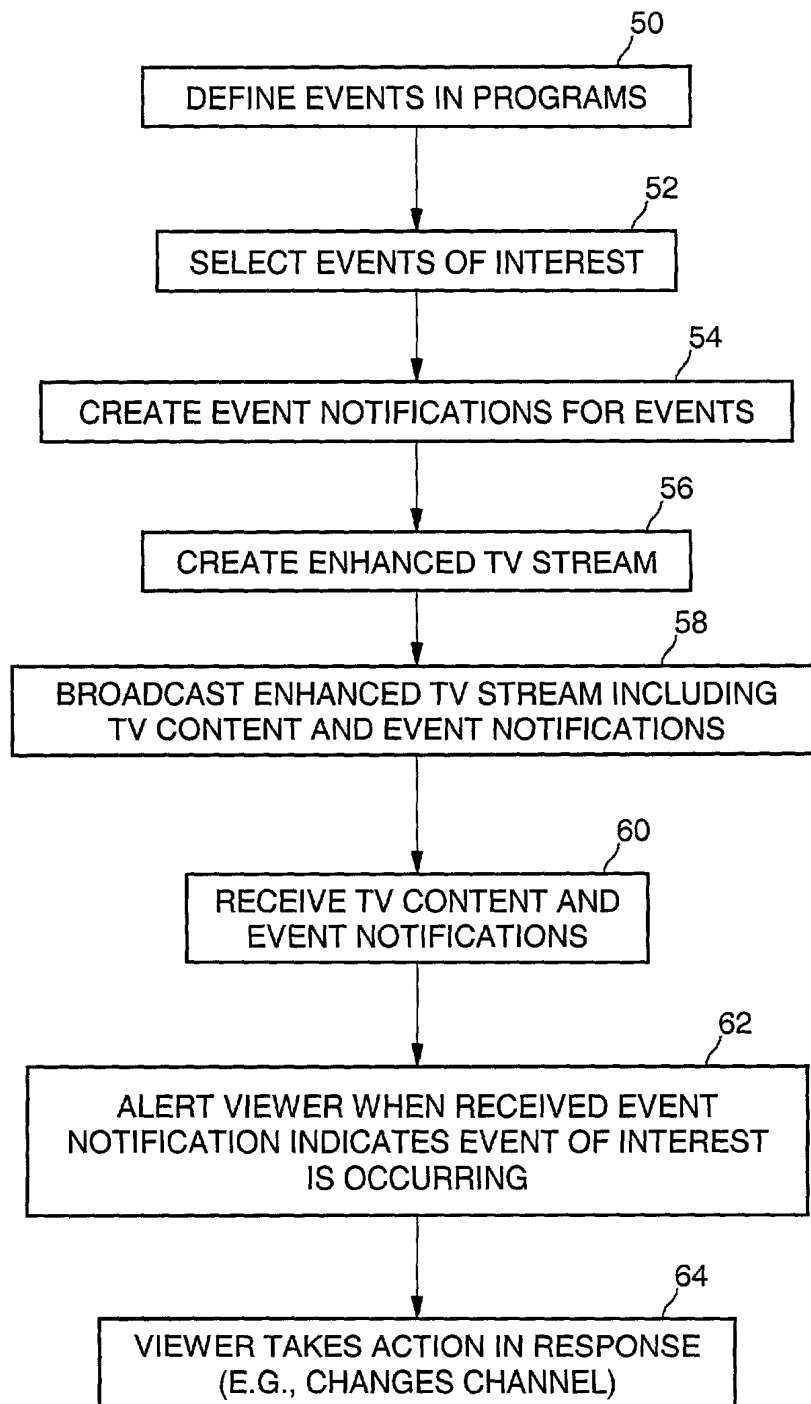 50
DEFINE EVENTS IN PROGRAMS
52
SELECT EVENTS OF INTEREST
54
CREATE EVENT NOTIFICATIONS FOR EVENTS
56
CREATE ENHANCED TV STREAM
58
BROADCAST ENHANCED TV STREAM INCLUDING
TV CONTENT AND EVENT NOTIFICATIONS
60
RECEIVE TV CONTENT AND
EVENT NOTIFICATIONS
62
ALERT VIEWER WHEN RECEIVED EVENT
NOTIFICATION INDICATES EVENT OF INTEREST
IS OCCURRING
64
VIEWER TAKES ACTION IN RESPONSE
(E.G., CHANGES CHANNEL)